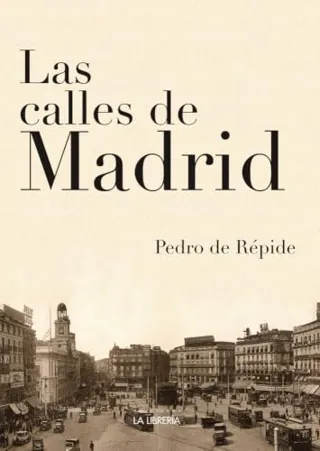 Las
calles de
Madrid
Pedro de Répide
LA LIBRERÍA